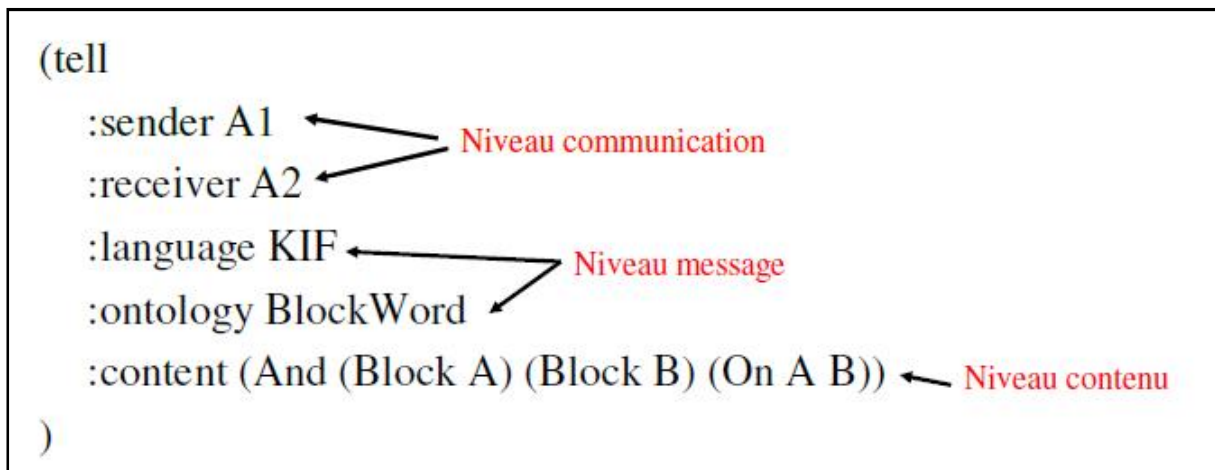 (tell
:sender A1
Niveau communication
:receiver A2
:language KIF
Niveau message
:ontology BlockWord
:content (And (Block A) (Block B) (On A B))
Niveau contenu
)